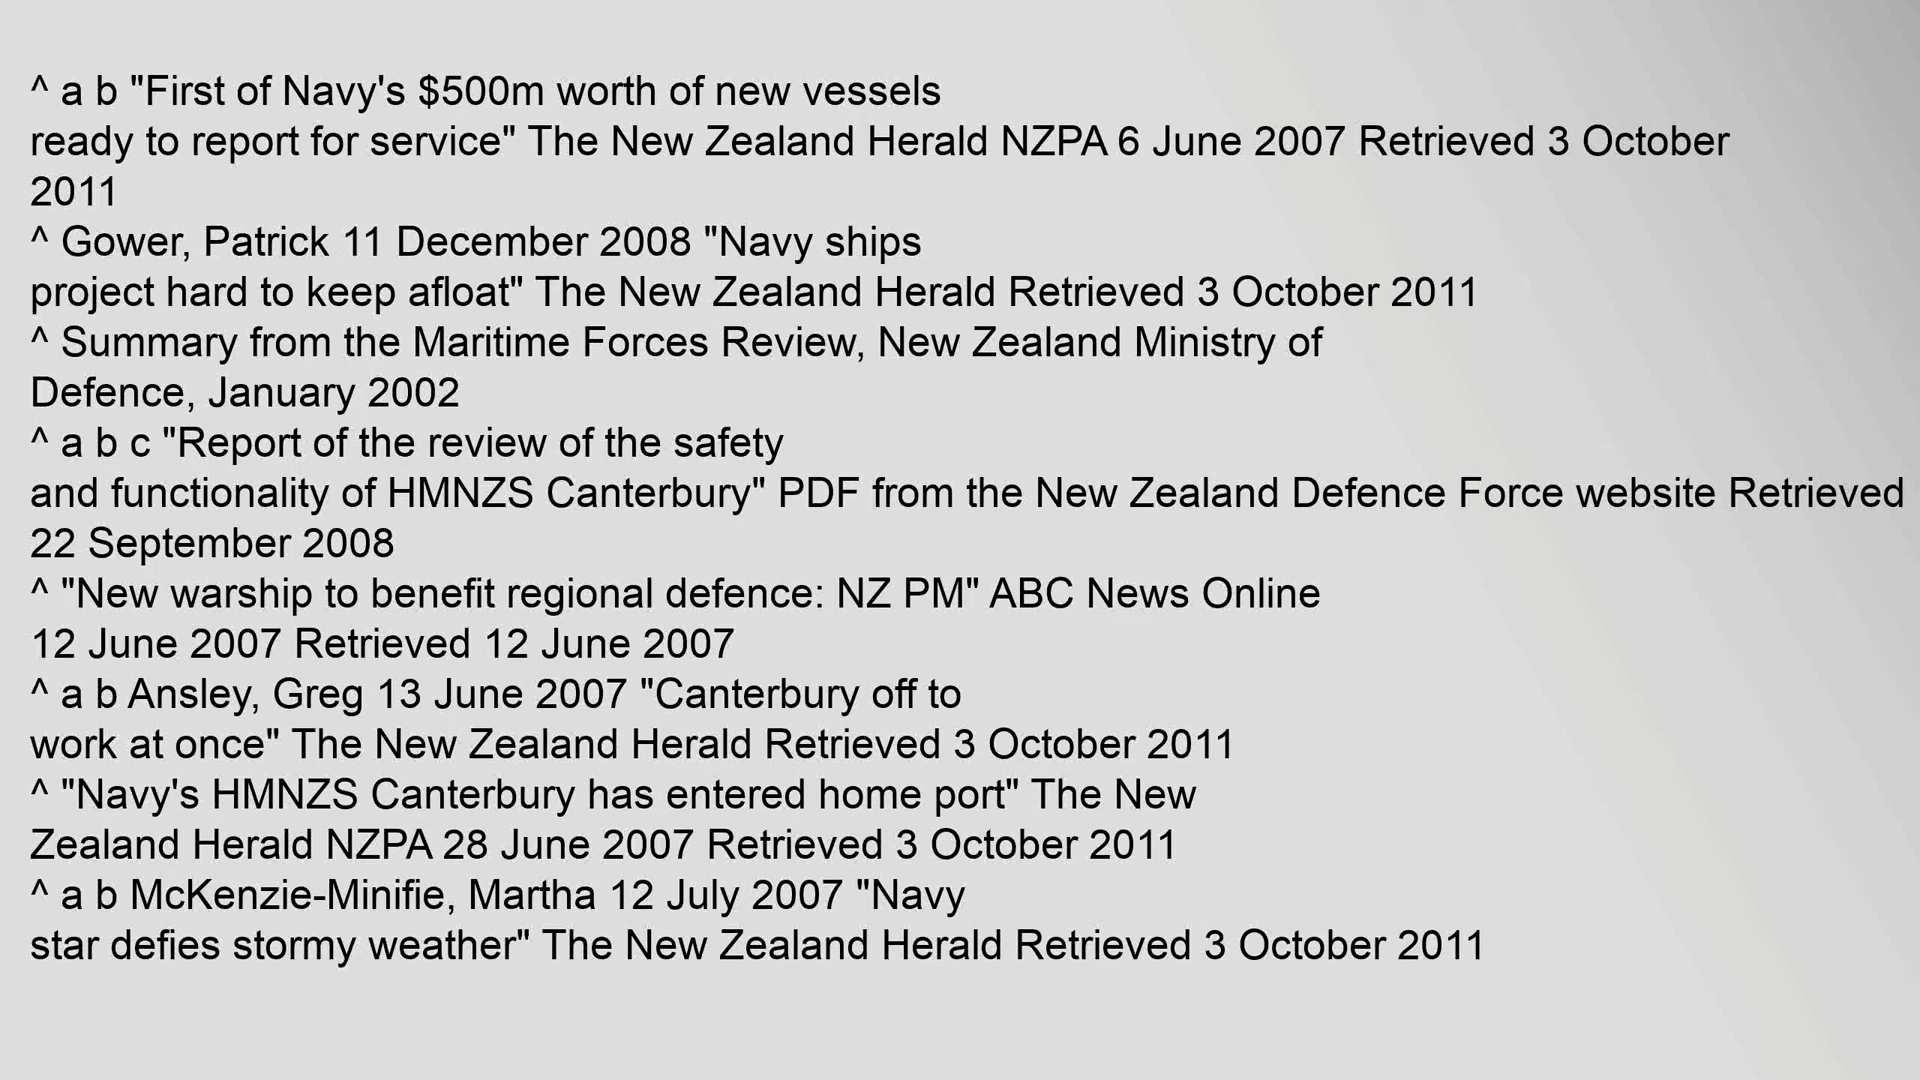 ^ a b "First of Navy's $500m worth of new vessels
ready to report for service" The New Zealand Herald NZPA 6 June 2007 Retrieved 3 October
2011
^ Gower, Patrick 11 December 2008 "Navy ships
project hard to keep afloat" The New Zealand Herald Retrieved 3 October 2011
^ Summary from the Maritime Forces Review, New Zealand Ministry of
Defence, January 2002
^ a b c "Report of the review of the safety
and functionality of HMNZS Canterbury" PDF from the New Zealand Defence Force website Retrieved
22 September 2008
^ "New warship to benefit regional defence: NZ PM" ABC News Online
12 June 2007 Retrieved 12 June 2007
^ a b Ansley, Greg 13 June 2007 "Canterbury off to
work at once" The New Zealand Herald Retrieved 3 October 2011
^ "Navy's HMNZS Canterbury has entered home port" The New
Zealand Herald NZPA 28 June 2007 Retrieved 3 October 2011
^ a b McKenzie-Minifie, Martha 12 July 2007 "Navy
star defies stormy weather" The New Zealand Herald Retrieved 3 October 2011